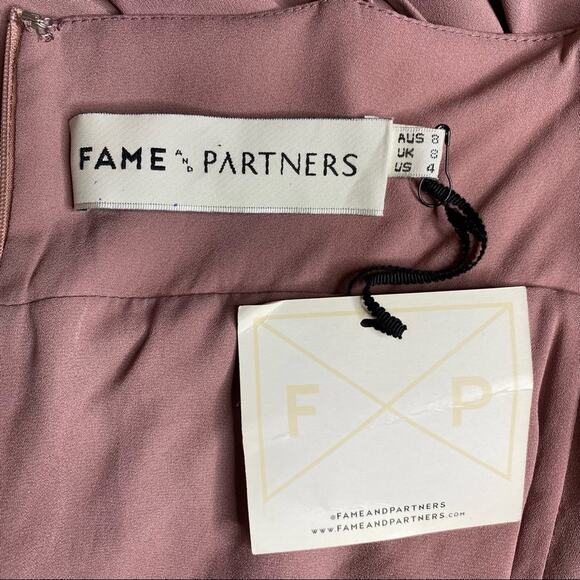 FAME AND PARTNERS
AUS 8
UK 8
US 4
F P
@FAMEANDPARTNERS
WWW.FAMEANDPARTNERS.COM